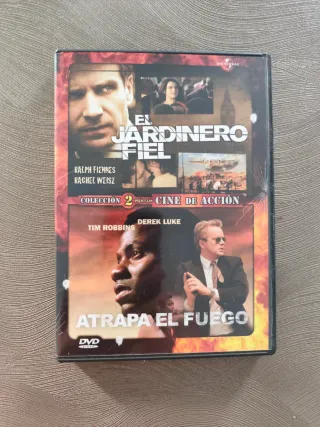 UNIVERSAL
EL
JARDINERO
FIEL
RALPH FIENNES
RACHEL WEISZ
COLECCIÓN 2 PELÍCULAS CINE DE ACCIÓN
DEREK LUKE
TIM ROBBINS
ATRAPA EL FUEGO
DVD